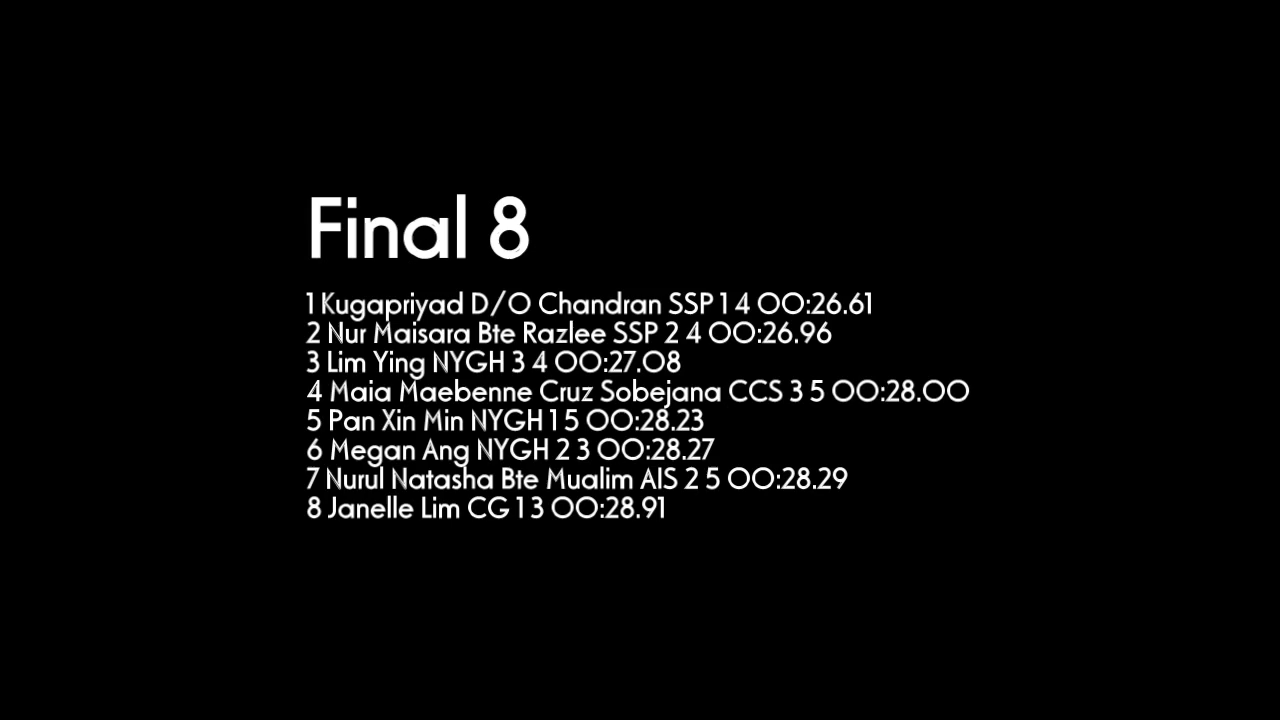 Final 8
1 Kugapriyad D/O Chandran SSP 1 4 00:26.61
2 Nur Maisara Bte Razlee SSP 2 4 00:26.96
3 Lim Ying NYGH 3 4 00:27.08
4 Maia Maebenne Cruz Sobejana CCS 3 5 00:28.00
5 Pan Xin Min NYGH 1 5 00:28.23
6 Megan Ang NYGH 2 3 00:28.27
7 Nurul Natasha Bte Mualim AIS 2 5 00:28.29
8 Janelle Lim CG 1 3 00:28.91